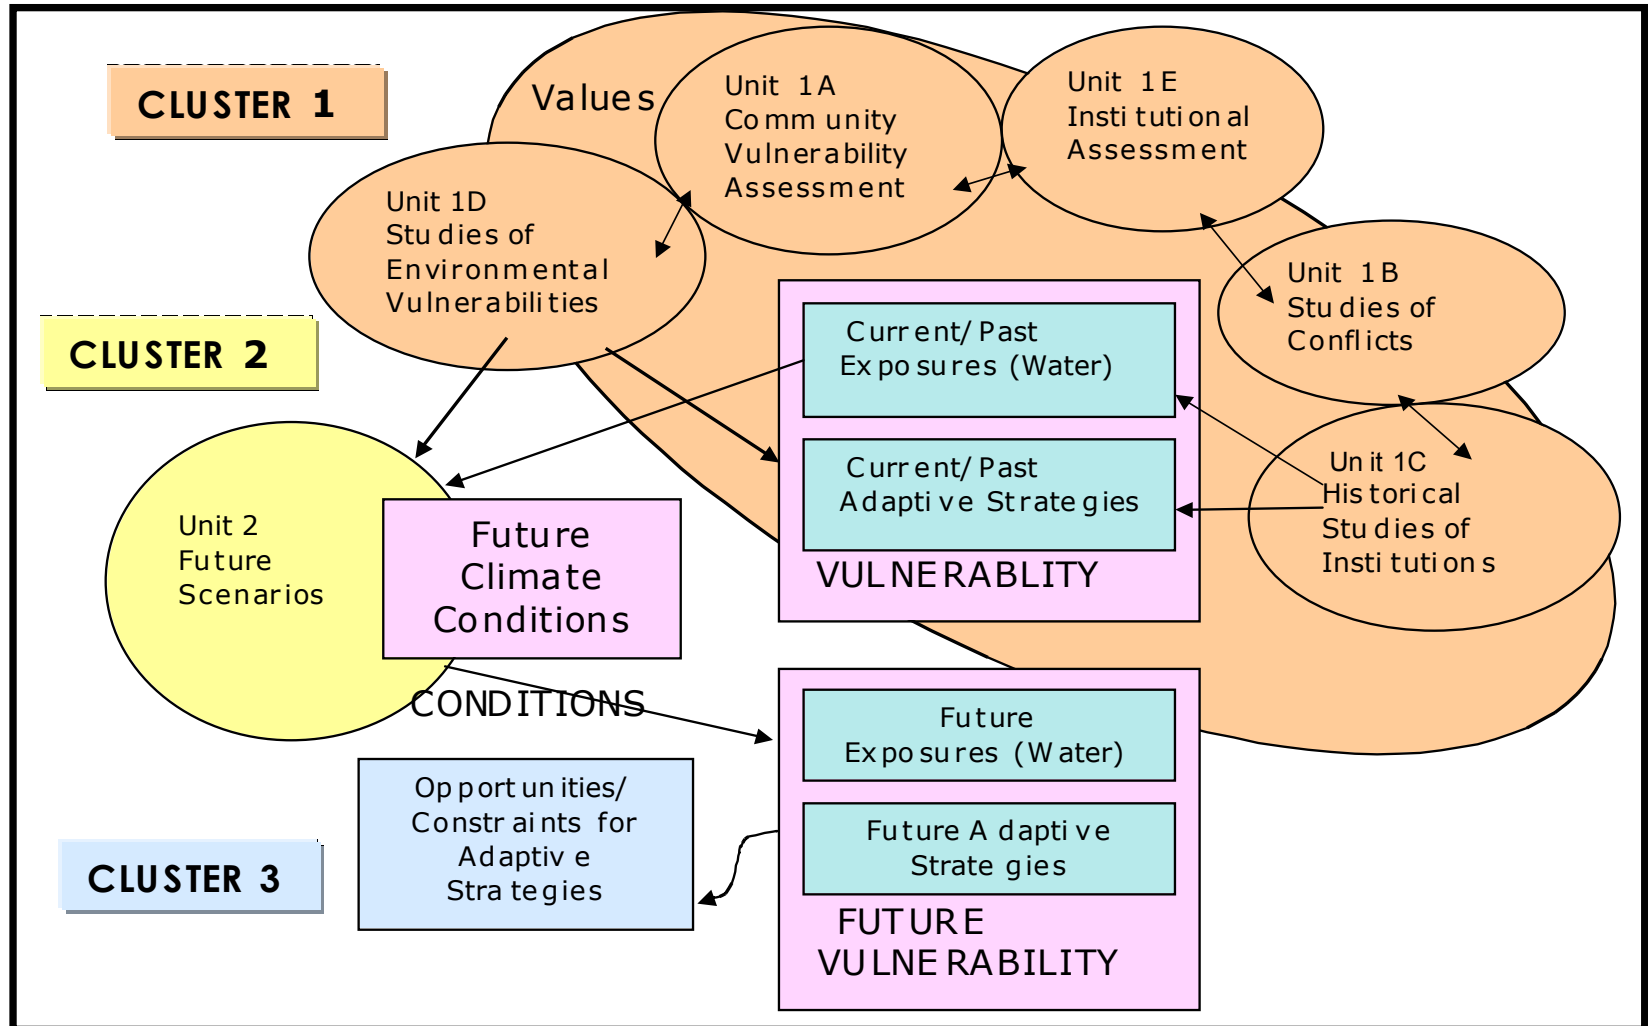 CLUSTER 1
Values
Unit 1A
Community
Vulnerability
Assessment
Unit 1E
Institutional
Assessment
Unit 1D
Studies of
Environmental
Vulnerabilities
Unit 1B
Studies of
Conflicts
CLUSTER 2
Current/Past
Exposures (Water)
Current/Past
Adaptive Strategies
VULNERABLITY
Unit 1C
Historical
Studies of
Institutions
Unit 2
Future
Scenarios
Future
Climate
Conditions
CONDITIONS
Future
Exposures (Water)
Future Adaptive
Strategies
FUTURE
VULNERABILITY
Opportunities/
Constraints for
Adaptive
Strategies
CLUSTER 3